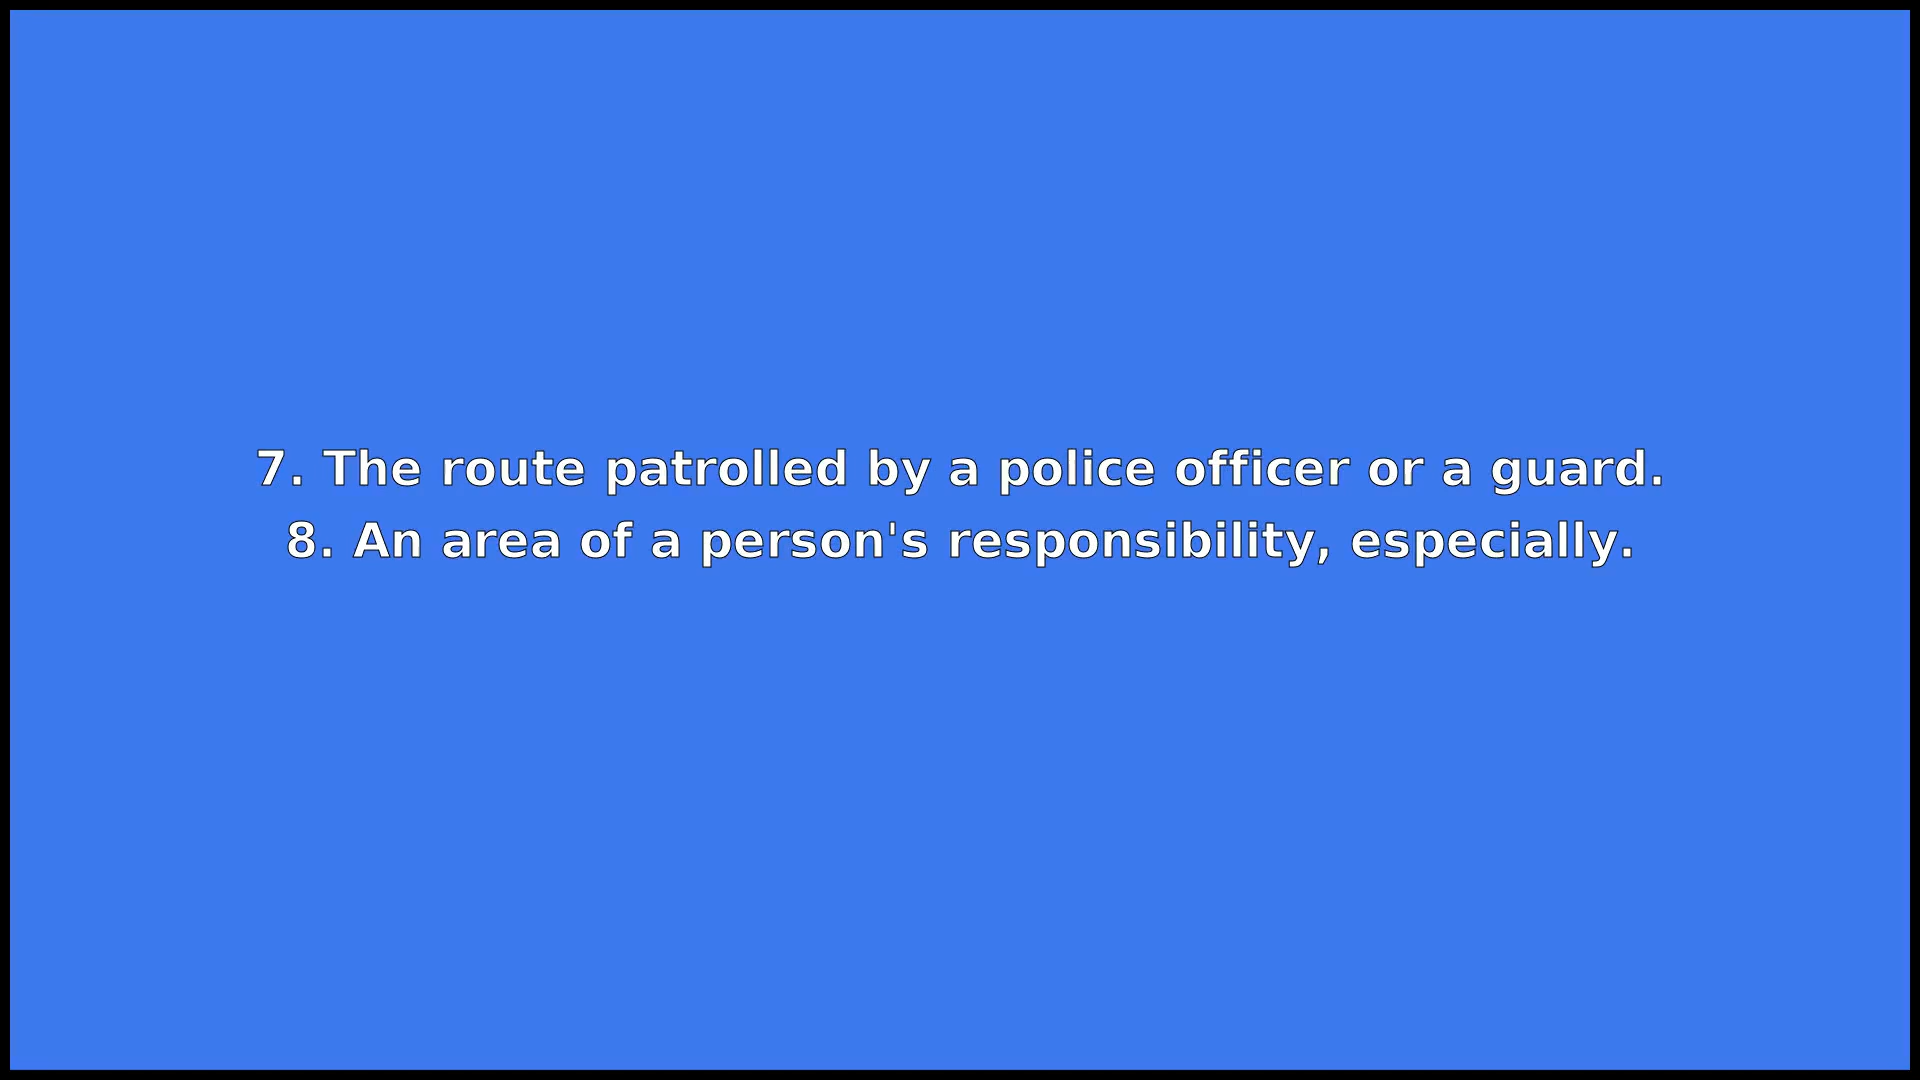 7. The route patrolled by a police officer or a guard.
8. An area of a person's responsibility, especially.